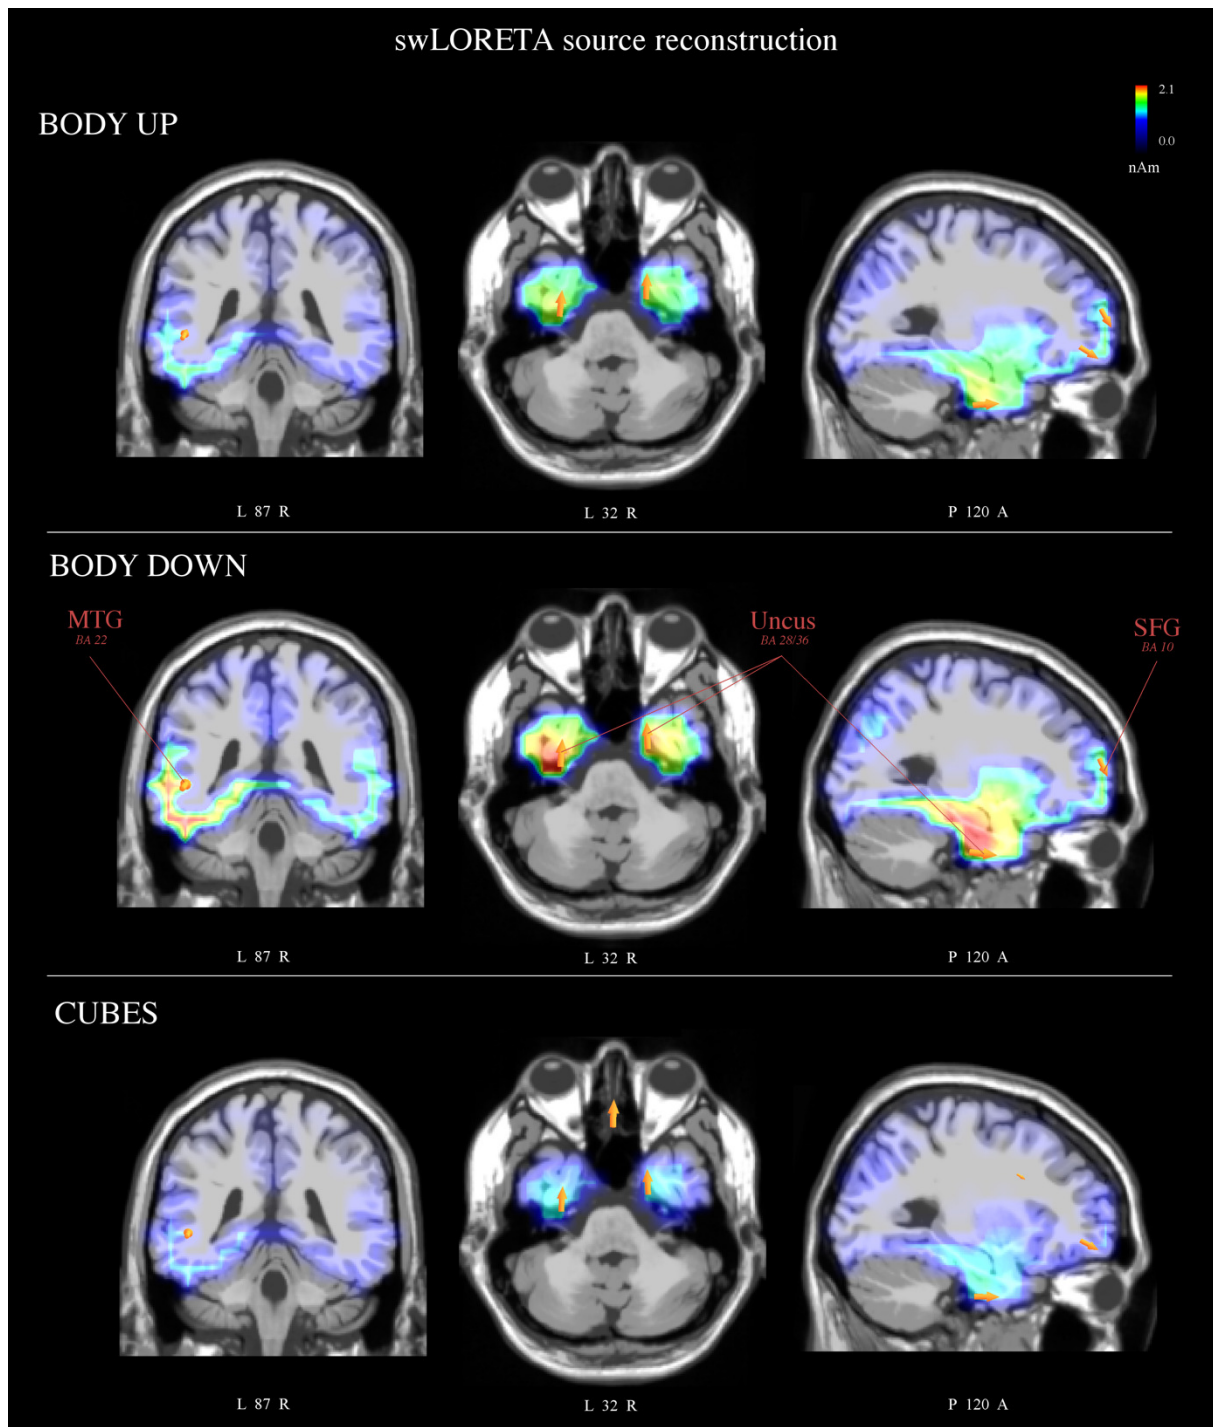 swLORETA source reconstruction
2.1
0.0
nAm
BODY UP
L 87 R
L 32 R
P 120 A
BODY DOWN
MTG
BA 22
Uncus
BA 28/36
SFG
BA 10
L 87 R
L 32 R
P 120 A
CUBES
L 87 R
L 32 R
P 120 A